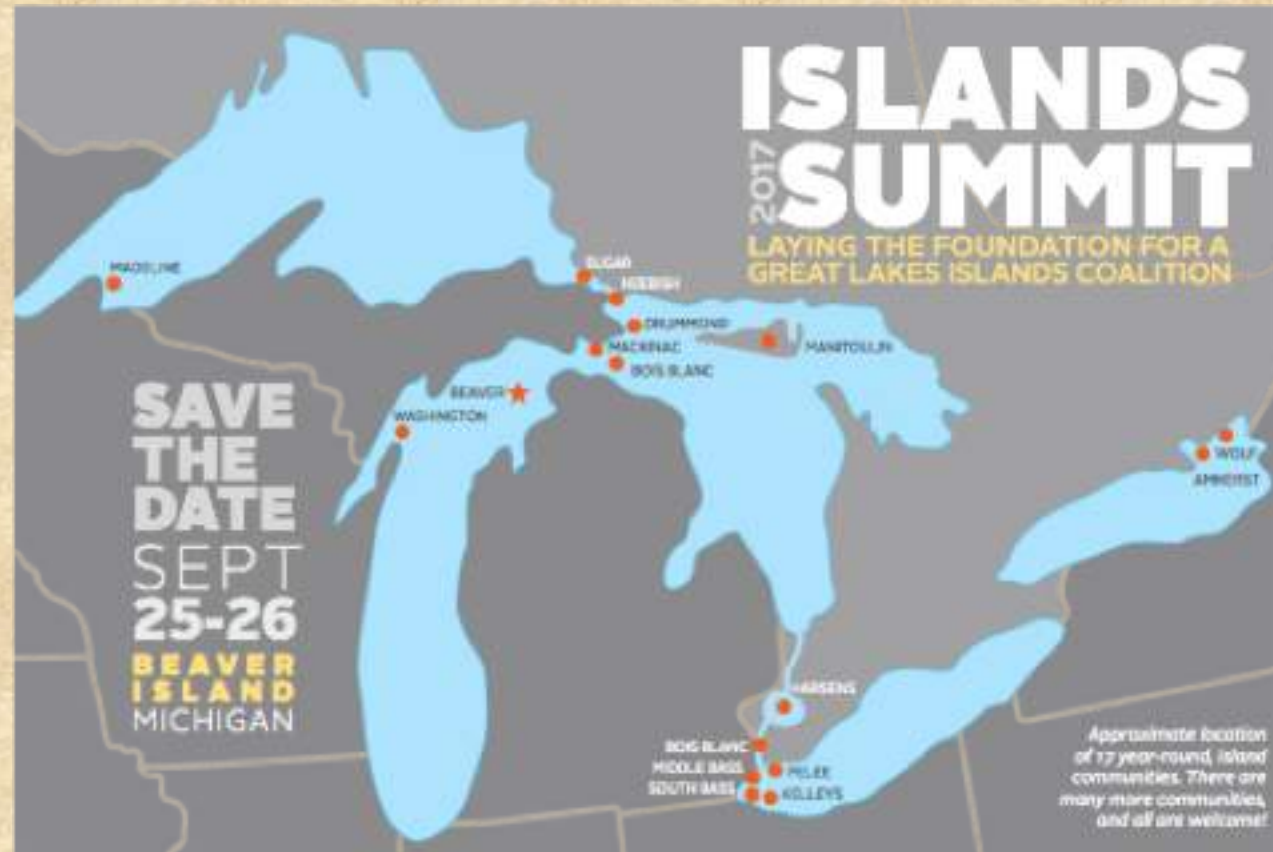 ISLANDS
2017
SUMMIT
LAYING THE FOUNDATION FOR A
GREAT LAKES ISLANDS COALITION
MADELINE
SUGAR
NEEBISH
DRUMMOND
MACKINAC
MANITOULIN
BOIS BLANC
BEAVER
WASHINGTON
SAVE
THE
DATE
SEPT
25-26
BEAVER
ISLAND
MICHIGAN
WOLF
AMHERST
HARSENS
BOIS BLANC
MIDDLE BASS
PELEE
SOUTH BASS
KELLEYS
Approximate location
of 17 year-round, island
communities. There are
many more communities,
and all are welcome!